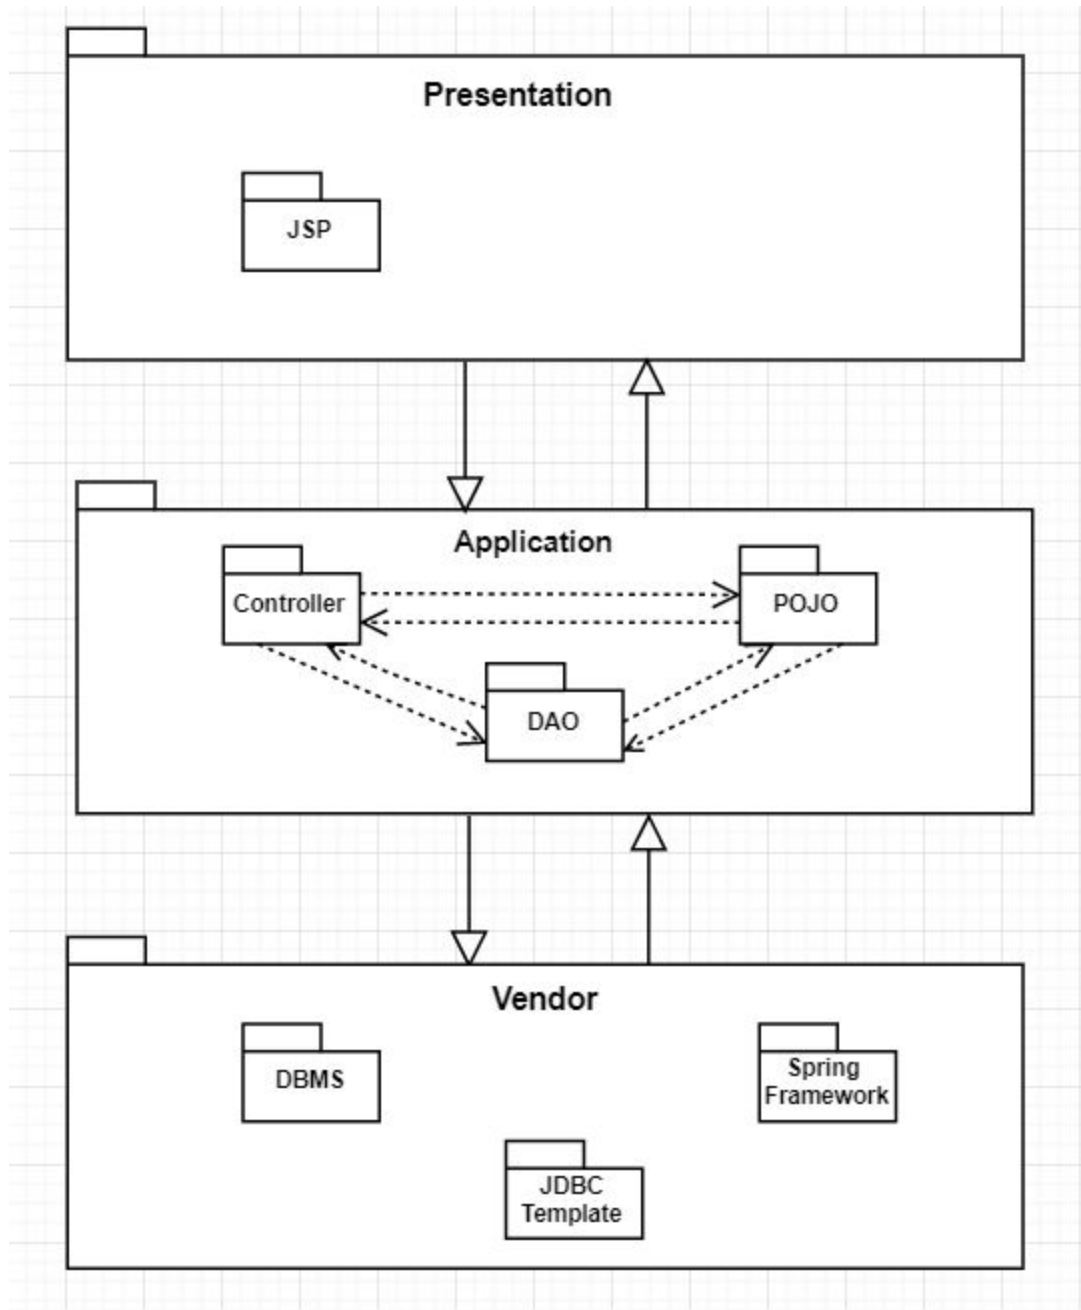 Presentation
JSP
Application
Controller
POJO
DAO
Vendor
DBMS
Spring
Framework
JDBC
Template